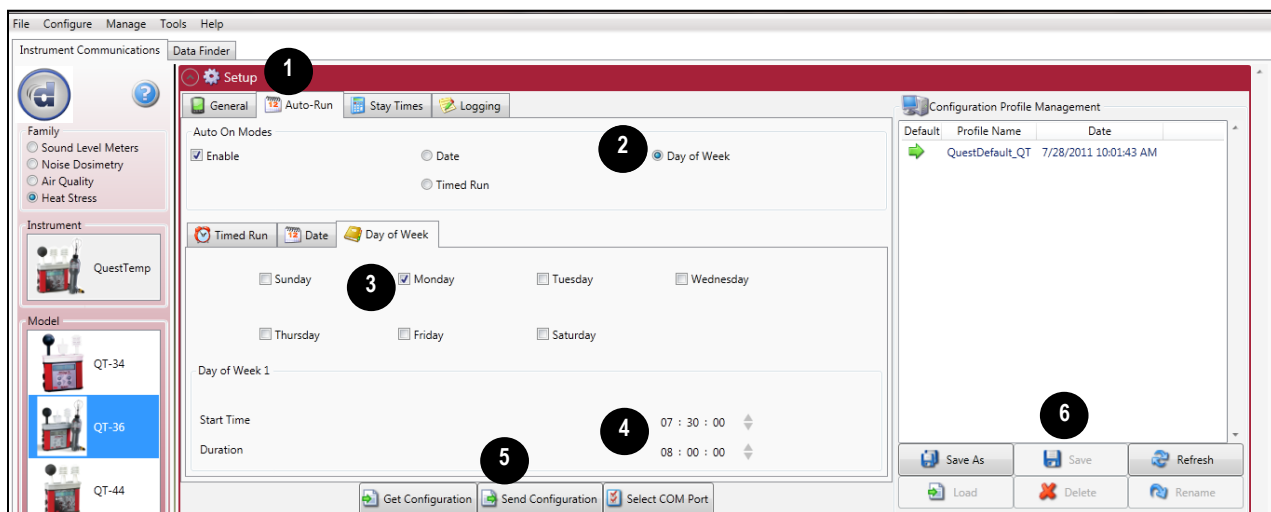 File Configure Manage Tools Help
Instrument Communications Data Finder
1
Setup
General 12 Auto-Run Stay Times Logging
Auto On Modes
Enable Date 2 Day of Week
Timed Run
Timed Run 12 Date Day of Week
Sunday 3 Monday Tuesday Wednesday
Thursday Friday Saturday
Day of Week 1
Start Time 07 : 30 : 00
4
Duration 08 : 00 : 00
5
Get Configuration Send Configuration Select COM Port
d ?
Family
Sound Level Meters
Noise Dosimetry
Air Quality
Heat Stress
Instrument
QuestTemp
Model
QT-34
QT-36
QT-44
Configuration Profile Management
Default Profile Name Date
QuestDefault_QT 7/28/2011 10:01:43 AM
6
Save As Save Refresh
Load Delete Rename